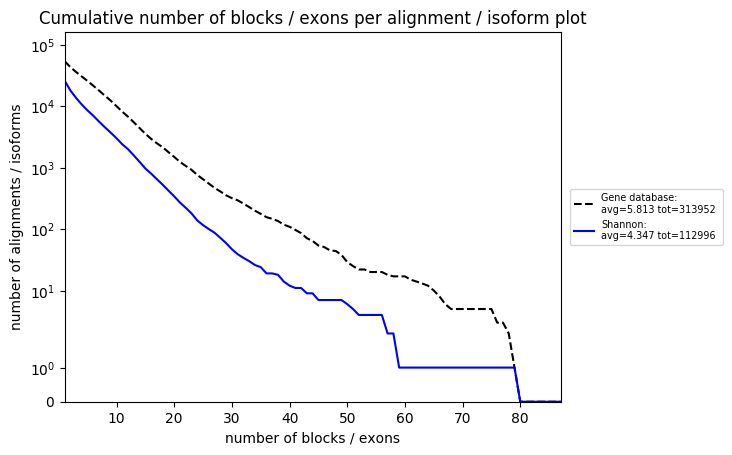 Cumulative number of blocks / exons per alignment / isoform plot
number of alignments / isoforms
10⁵
10⁴
10³
10²
10¹
10⁰
0
10 20 30 40 50 60 70 80
number of blocks / exons
Gene database:
avg=5.813 tot=313952
Shannon:
avg=4.347 tot=112996